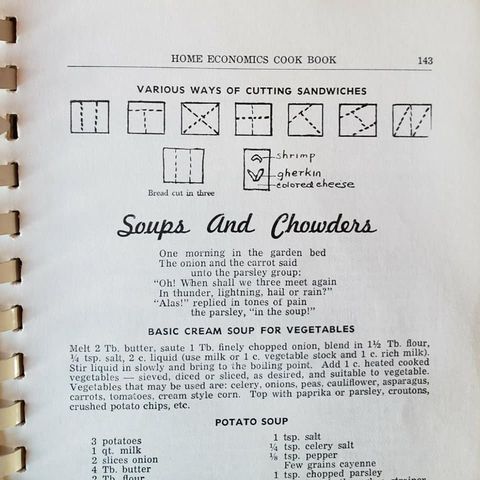 HOME ECONOMICS COOK BOOK 143
VARIOUS WAYS OF CUTTING SANDWICHES
shrimp
gherkin
colored cheese
Bread cut in three
Soups And Chowders
One morning in the garden bed
The onion and the carrot said
unto the parsley group:
"Oh! When shall we three meet again
In thunder, lightning, hail or rain?"
"Alas!" replied in tones of pain
the parsley, "in the soup!"
BASIC CREAM SOUP FOR VEGETABLES
Melt 2 Tb. butter, saute 1 Tb. finely chopped onion, blend in 1½ Tb. flour,
¼ tsp. salt, 2 c. liquid (use milk or 1 c. vegetable stock and 1 c. rich milk).
Stir liquid in slowly and bring to the boiling point. Add 1 c. heated cooked
vegetables — sieved, diced or sliced, as desired, and suitable to vegetable.
Vegetables that may be used are: celery, onions, peas, cauliflower, asparagus,
carrots, tomatoes, cream style corn. Top with paprika or parsley, croutons,
crushed potato chips, etc.
POTATO SOUP
3 potatoes
1 qt. milk
2 slices onion
4 Tb. butter
2 Tb. flour
1 tsp. salt
¼ tsp. celery salt
⅛ tsp. pepper
Few grains cayenne
1 tsp. chopped parsley